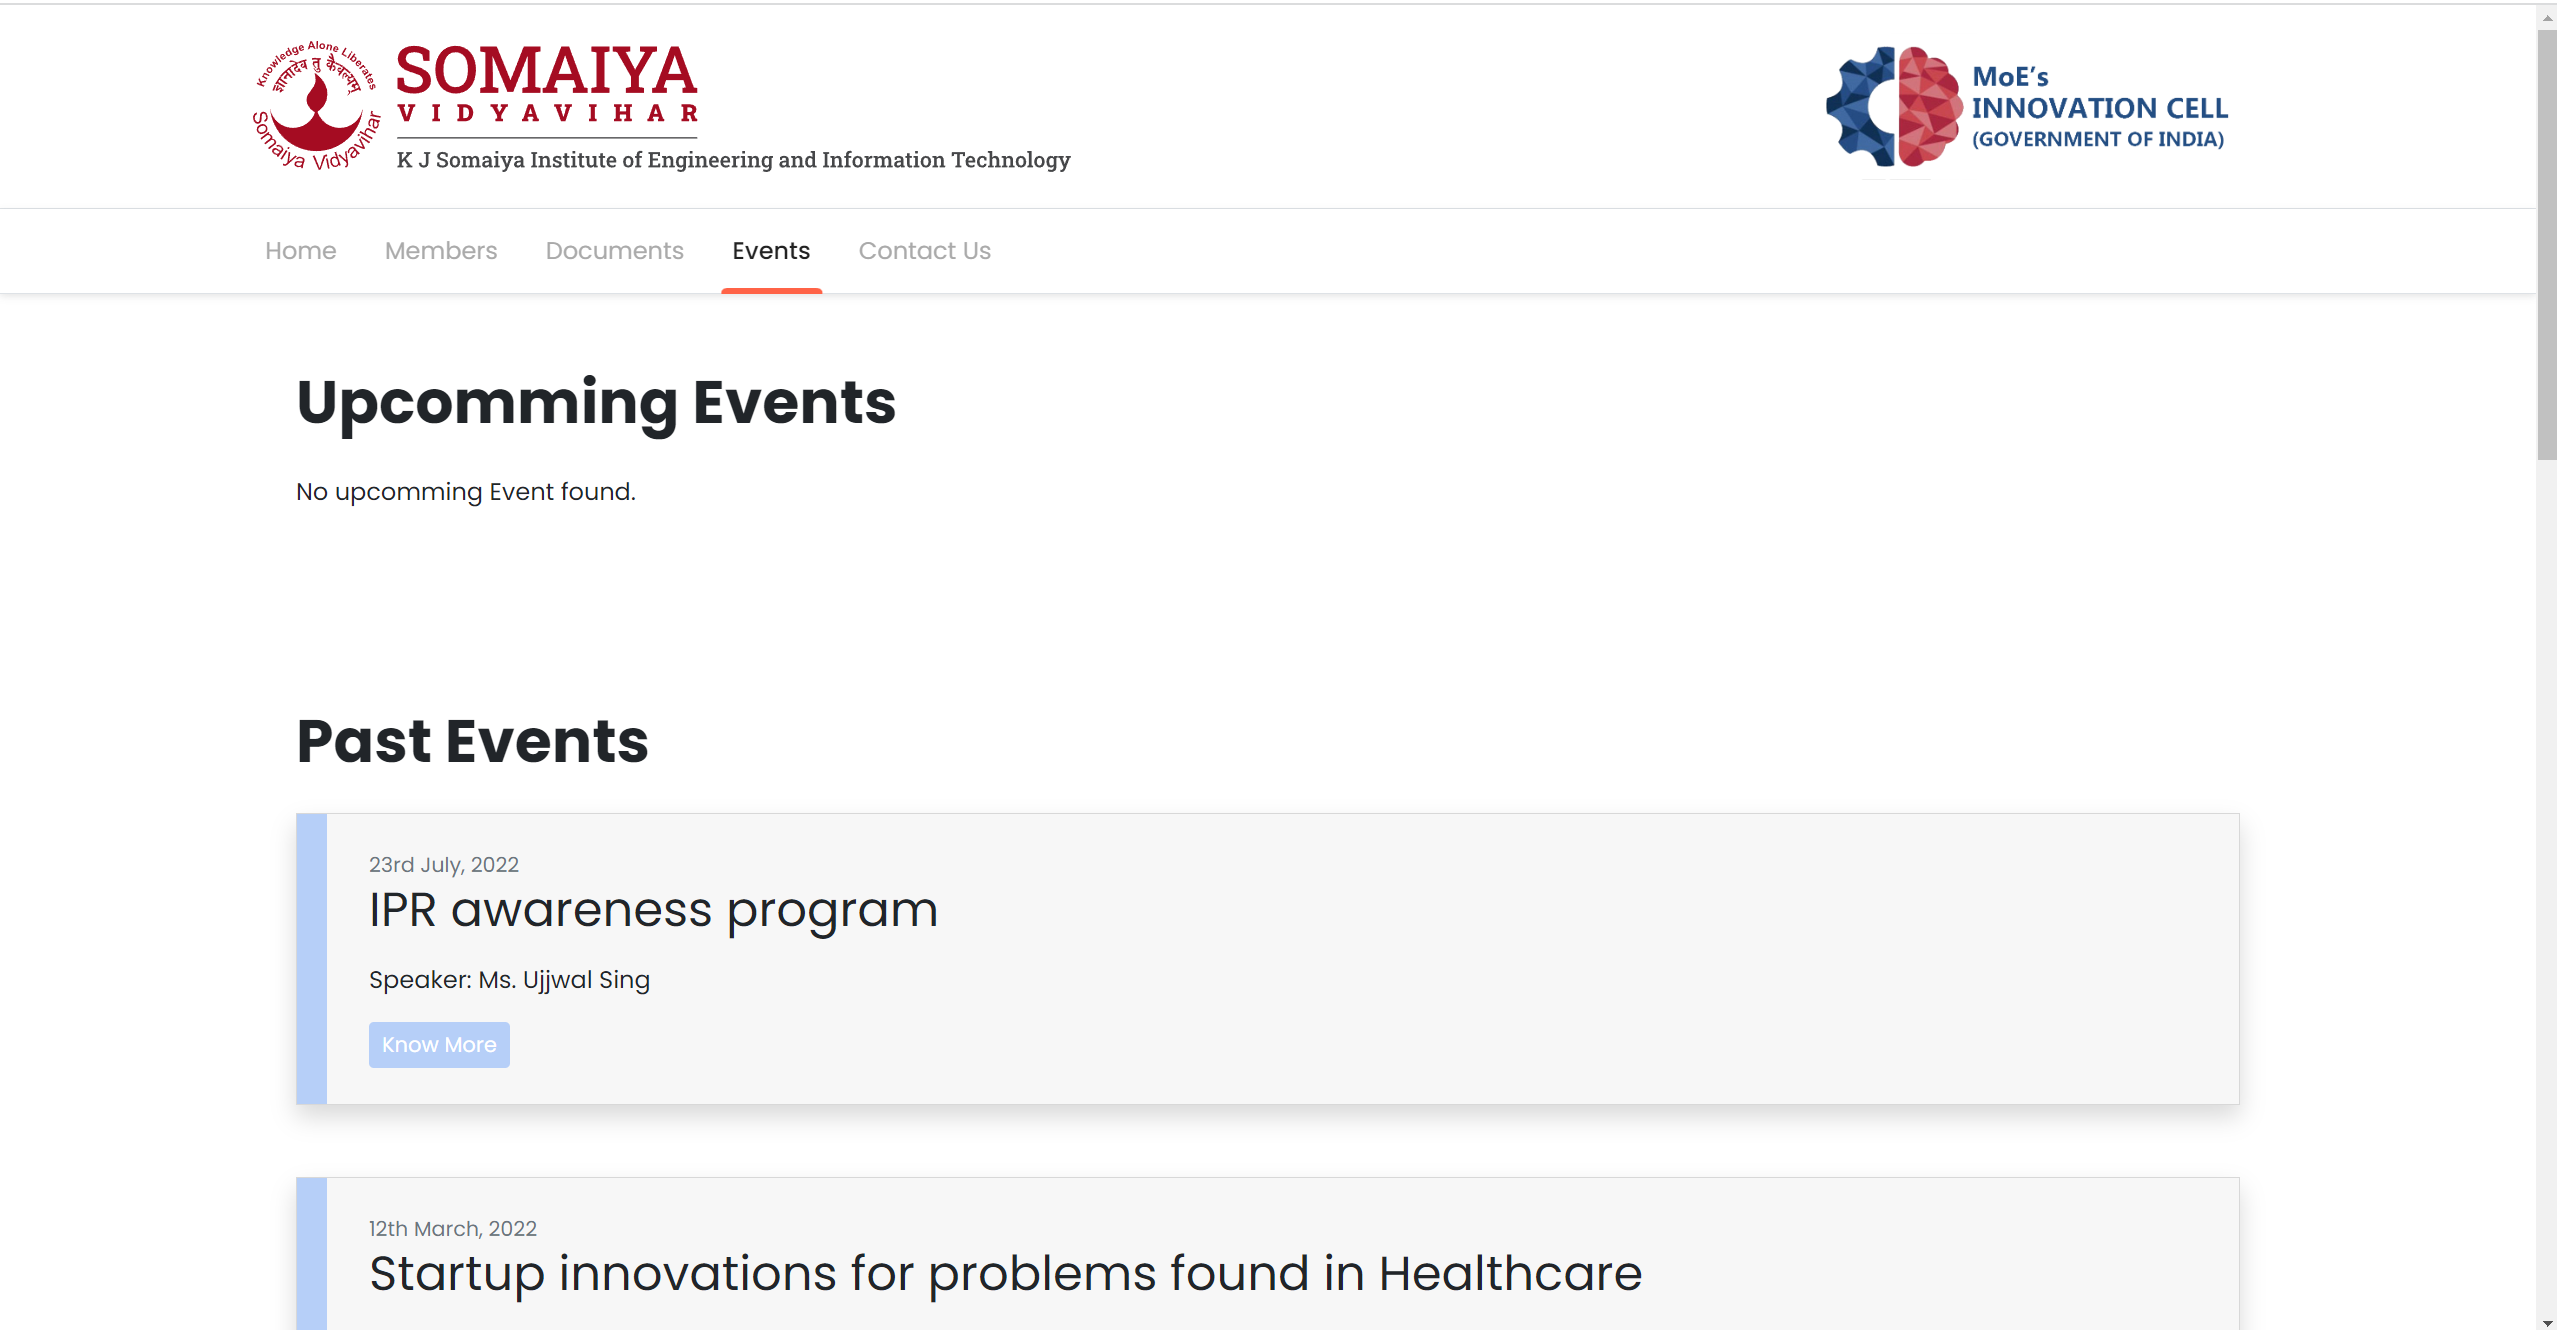 Knowledge Alone Liberates
ज्ञानादेव तु कैवल्यम्
Somaiya Vidyavihar
SOMAIYA
VIDYAVIHAR
K J Somaiya Institute of Engineering and Information Technology
MoE's
INNOVATION CELL
(GOVERNMENT OF INDIA)
Home Members Documents Events Contact Us
Upcomming Events
No upcomming Event found.
Past Events
23rd July, 2022
IPR awareness program
Speaker: Ms. Ujjwal Sing
Know More
12th March, 2022
Startup innovations for problems found in Healthcare